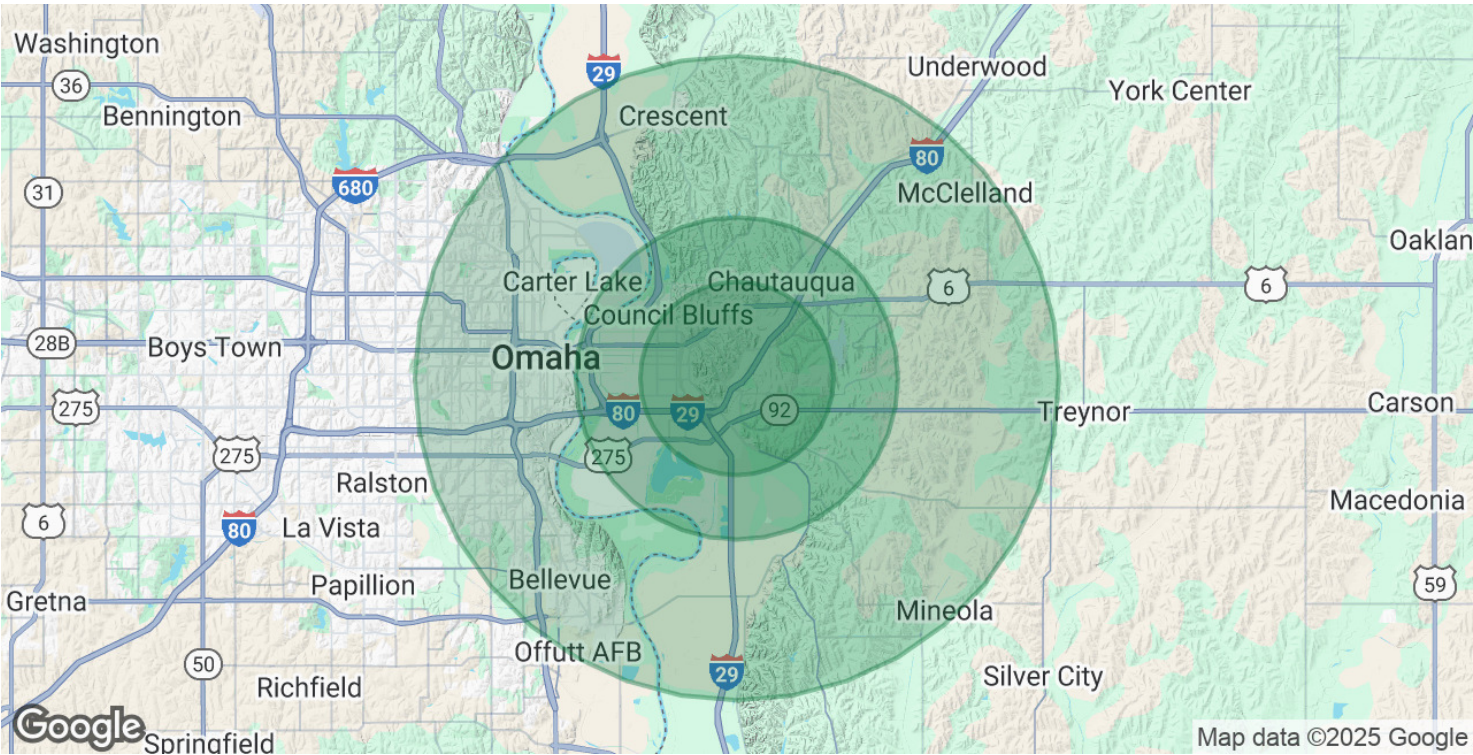 Washington
36
Bennington
29
Crescent
Underwood
York Center
80
McClelland
680
31
Oaklan
Carter Lake
Chautauqua
6
6
Council Bluffs
28B
Boys Town
Omaha
275
80
29
92
Treynor
Carson
275
275
Ralston
6
80
La Vista
Macedonia
Papillion
Bellevue
Gretna
Mineola
59
Offutt AFB
50
29
Silver City
Richfield
Google
Springfield
Map data ©2025 Google